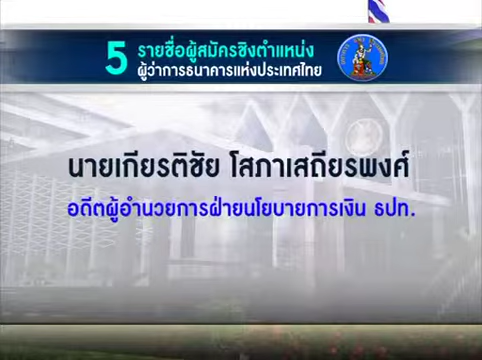 5 รายชื่อผู้สมัครชิงตำแหน่ง
ผู้ว่าการธนาคารแห่งประเทศไทย
นายเกียรติชัย โสภาเสถียรพงศ์
อดีตผู้อำนวยการฝ่ายนโยบายการเงิน ธปท.